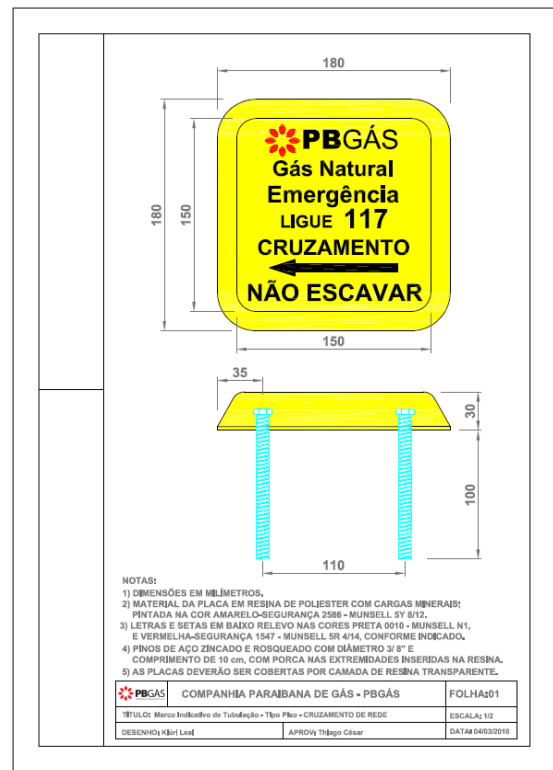 180
180
150
PBGÁS
Gás Natural
Emergência
LIGUE 117
CRUZAMENTO
NÃO ESCAVAR
150
35
30
100
110
NOTAS:
1) DIMENSÕES EM MILÍMETROS.
2) MATERIAL DA PLACA EM RESINA DE POLIESTER COM CARGAS MINERAIS;
PINTADA NA COR AMARELO-SEGURANÇA 2586 - MUNSELL 5Y 8/12.
3) LETRAS E SETAS EM BAIXO RELEVO NAS CORES PRETA 0010 - MUNSELL N1,
E VERMELHA-SEGURANÇA 1547 - MUNSELL 5R 4/14, CONFORME INDICADO.
4) PINOS DE AÇO ZINCADO E ROSQUEADO COM DIÂMETRO 3/ 8" E
COMPRIMENTO DE 10 cm, COM PORCA NAS EXTREMIDADES INSERIDAS NA RESINA.
5) AS PLACAS DEVERÃO SER COBERTAS POR CAMADA DE RESINA TRANSPARENTE.
PBGÁS COMPANHIA PARAIBANA DE GÁS - PBGÁS FOLHA:01
TÍTULO: Marco Indicativo de Tubulação - Tipo Piso - CRUZAMENTO DE REDE ESCALA: 1/2
DESENHO: Kiúri Leal APROV: Thiago César DATA: 04/03/2010